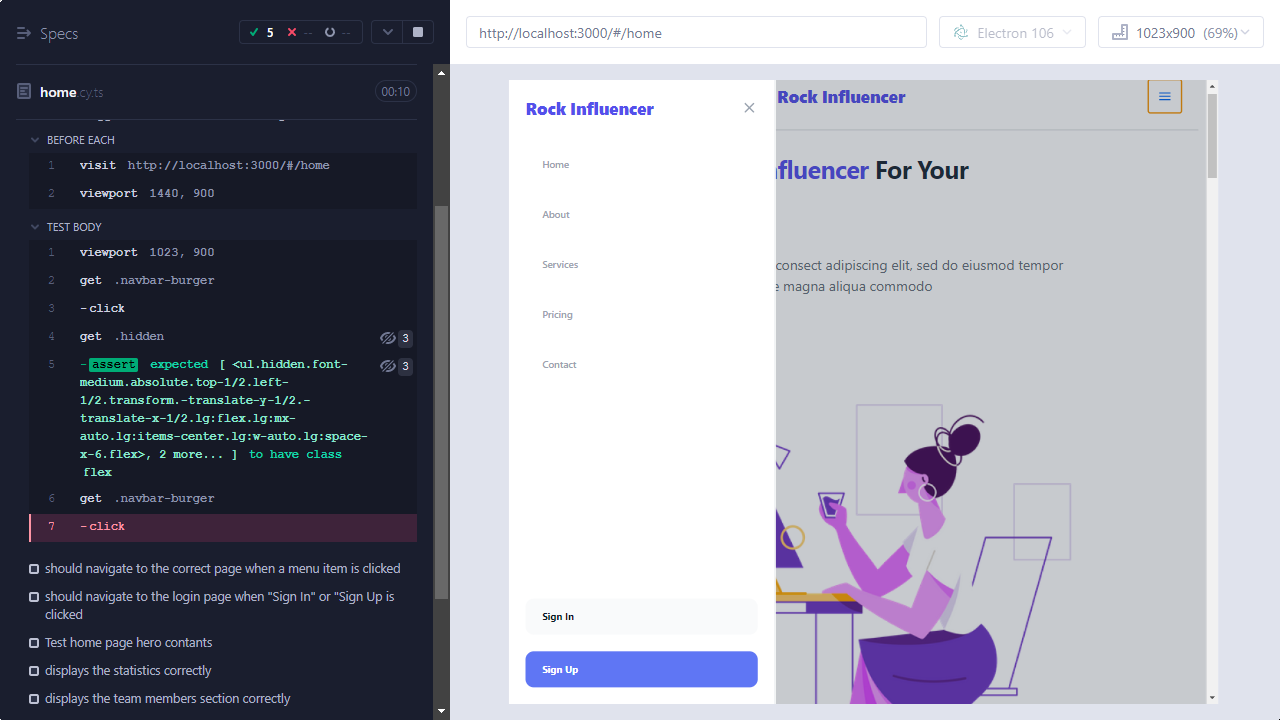 Specs
5
--
--
home.cy.ts
00:10
BEFORE EACH
1 visit http://localhost:3000/#/home
2 viewport 1440, 900
TEST BODY
1 viewport 1023, 900
2 get .navbar-burger
3 -click
4 get .hidden 3
5 -assert expected [ <ul.hidden.font-
medium.absolute.top-1/2.left-
1/2.transform.-translate-y-1/2.-
translate-x-1/2.lg:flex.lg:mx-
auto.lg:items-center.lg:w-auto.lg:space-
x-6.flex>, 2 more... ] to have class
flex
3
6 get .navbar-burger
7 -click
should navigate to the correct page when a menu item is clicked
should navigate to the login page when "Sign In" or "Sign Up is
clicked
Test home page hero contants
displays the statistics correctly
displays the team members section correctly
http://localhost:3000/#/home
Electron 106
1023x900 (69%)
Rock Influencer
Home
About
Services
Pricing
Contact
Sign In
Sign Up
Rock Influencer
fluencer For Your
consect adipiscing elit, sed do eiusmod tempor
e magna aliqua commodo